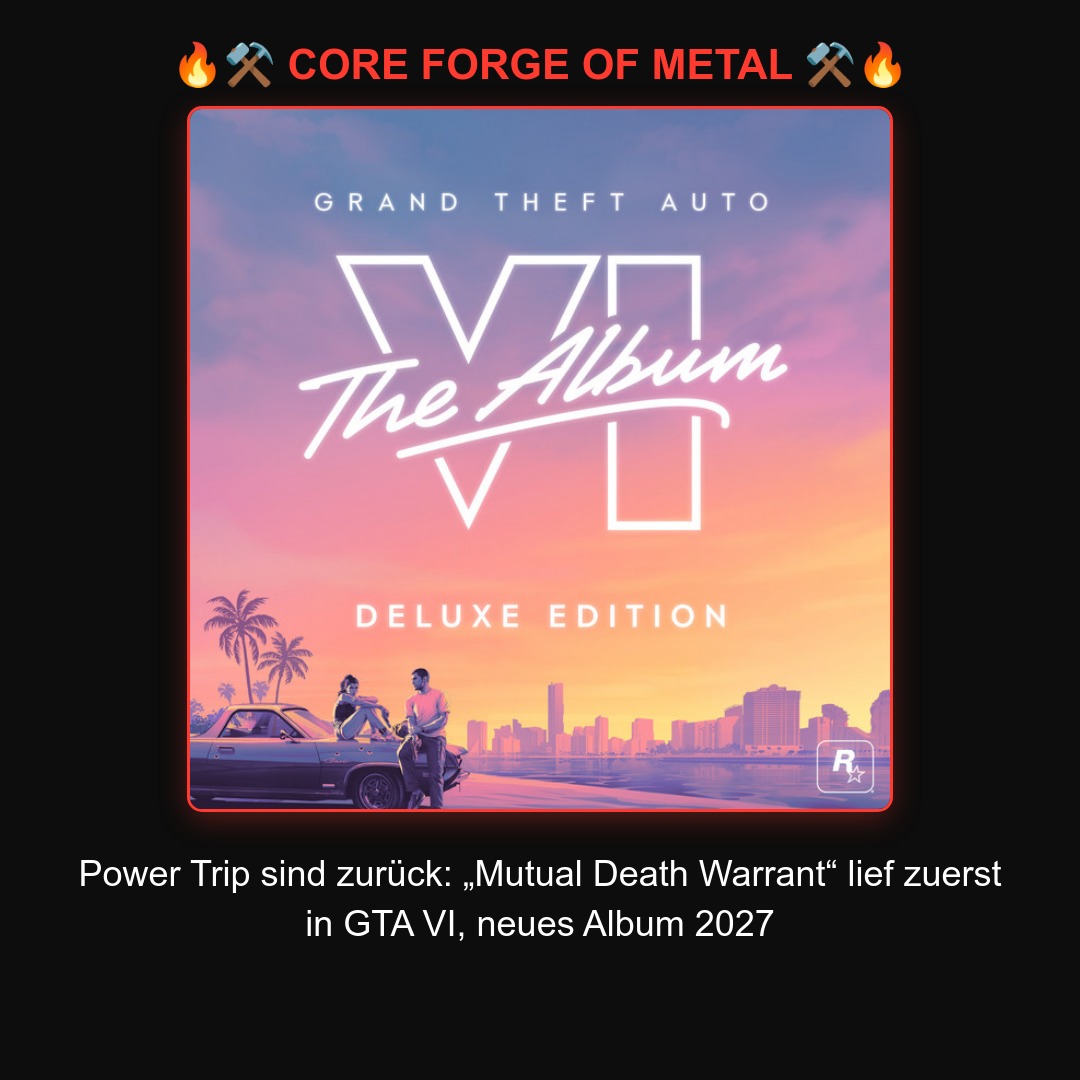 🔥⚒️ CORE FORGE OF METAL ⚒️🔥
GRAND THEFT AUTO
VI
The Album
DELUXE EDITION
R
Power Trip sind zurück: „Mutual Death Warrant“ lief zuerst
in GTA VI, neues Album 2027